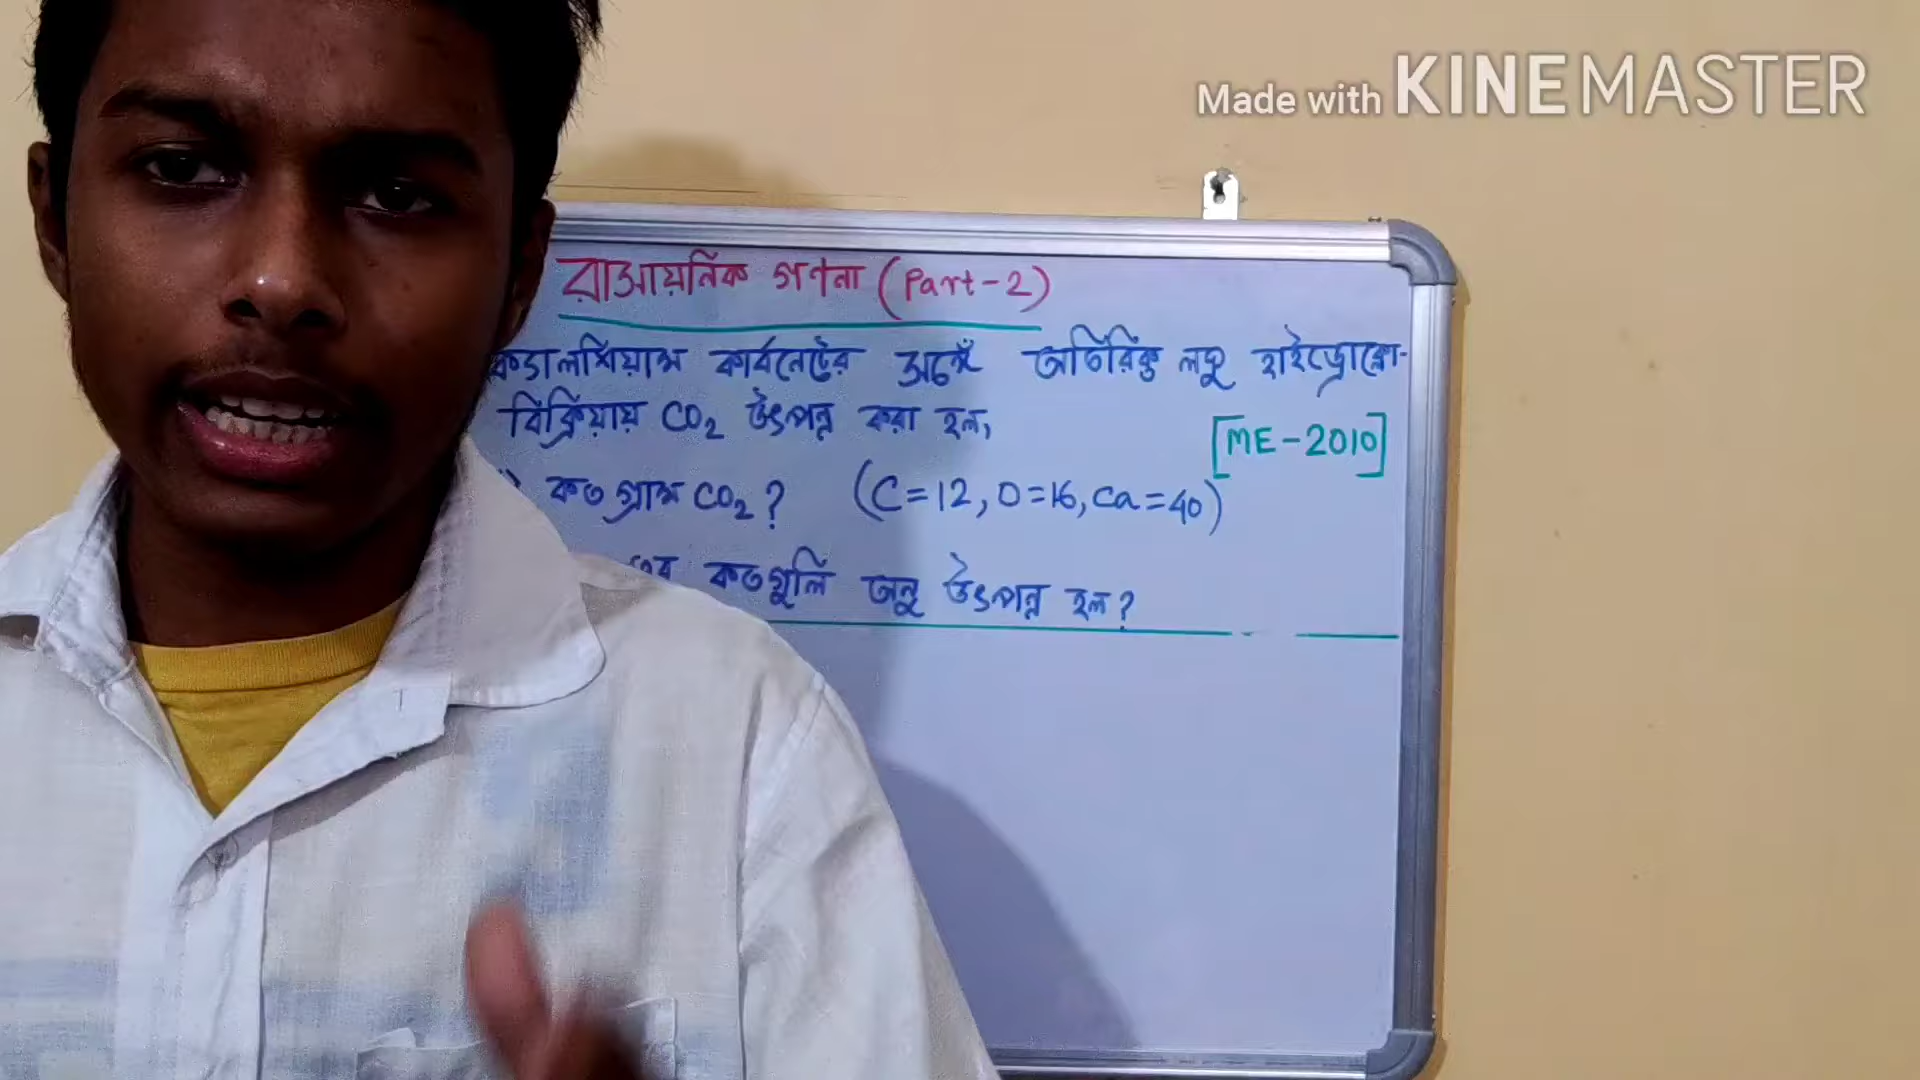 Made with KINEMASTER
রাসায়নিক গণনা (Part-2)
ক্যালশিয়াম কার্বনেটের সঙ্গে অতিরিক্ত লঘু হাইড্রোক্লো-
বিক্রিয়ায় CO2 উৎপন্ন করা হল,
[ME-2010]
কত গ্রাম CO2? (C=12, O=16, Ca=40)
কতগুলি অনু উৎপন্ন হল?